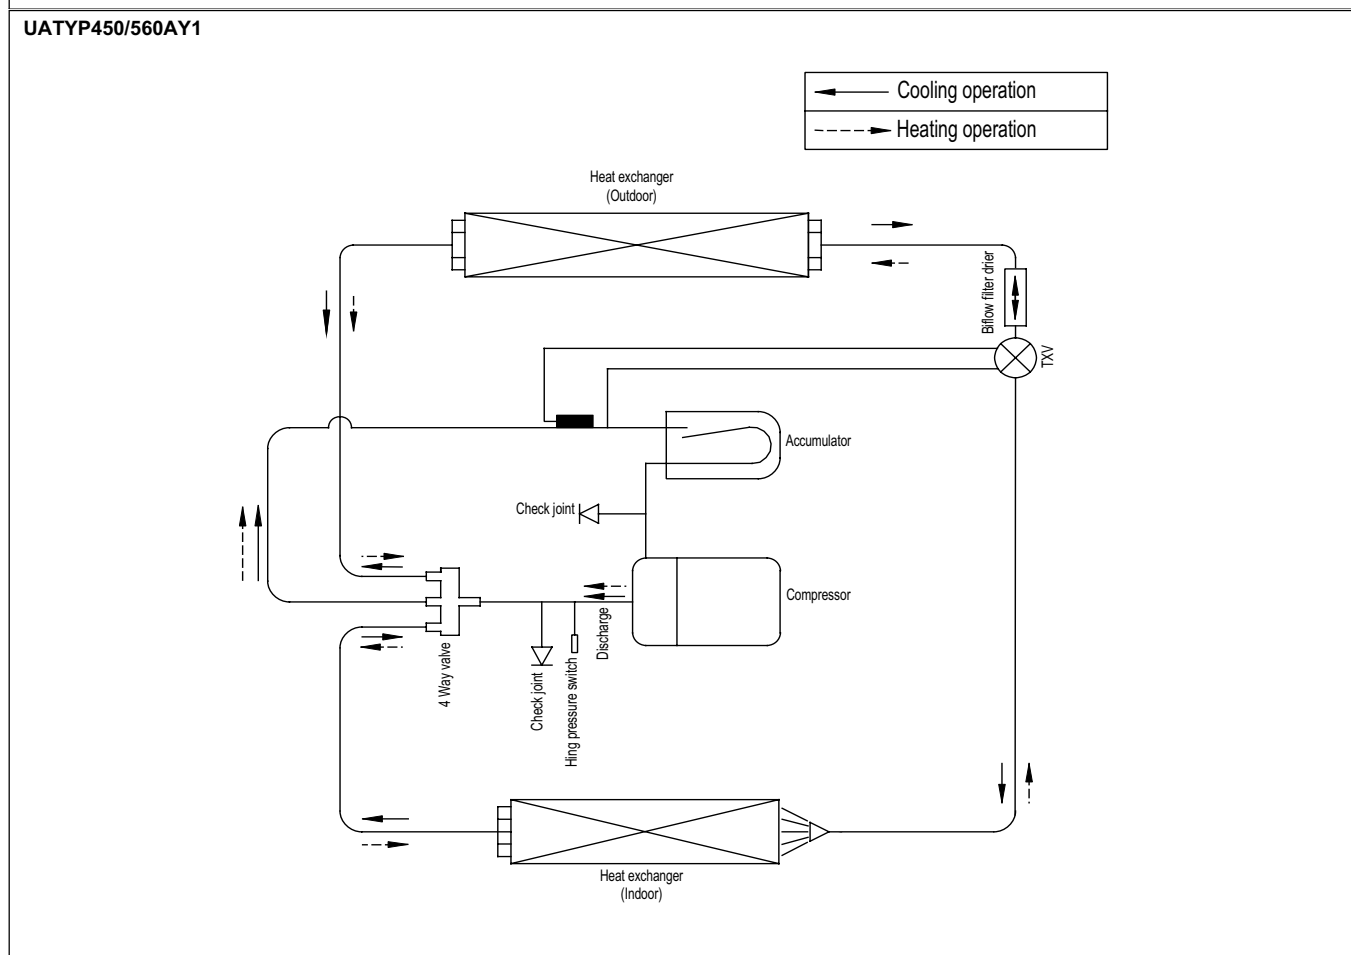 UATYP450/560AY1
Cooling operation
Heating operation
Heat exchanger
(Outdoor)
Biflow filter drier
TXV
Accumulator
Check joint
Compressor
Discharge
4 Way valve
Check joint
Hing pressure switch
Heat exchanger
(Indoor)